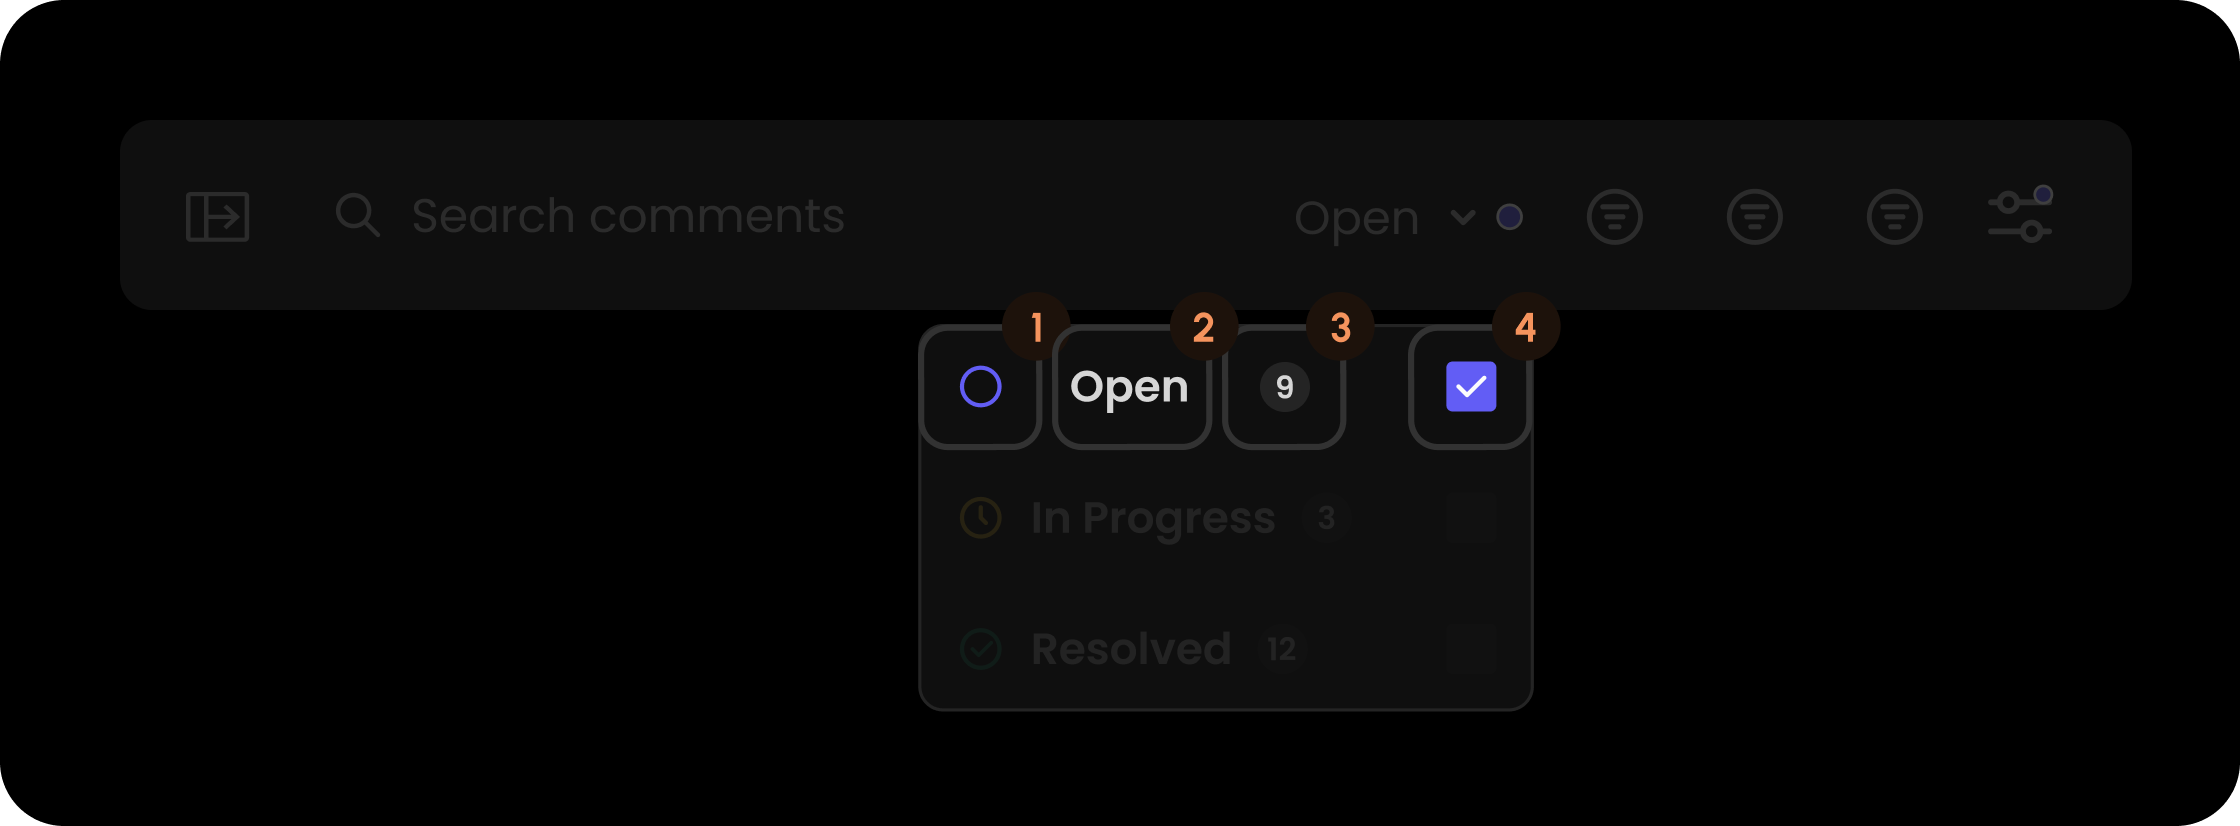 Search comments
Open
1
2
3
4
Open 9
In Progress 3
Resolved 12